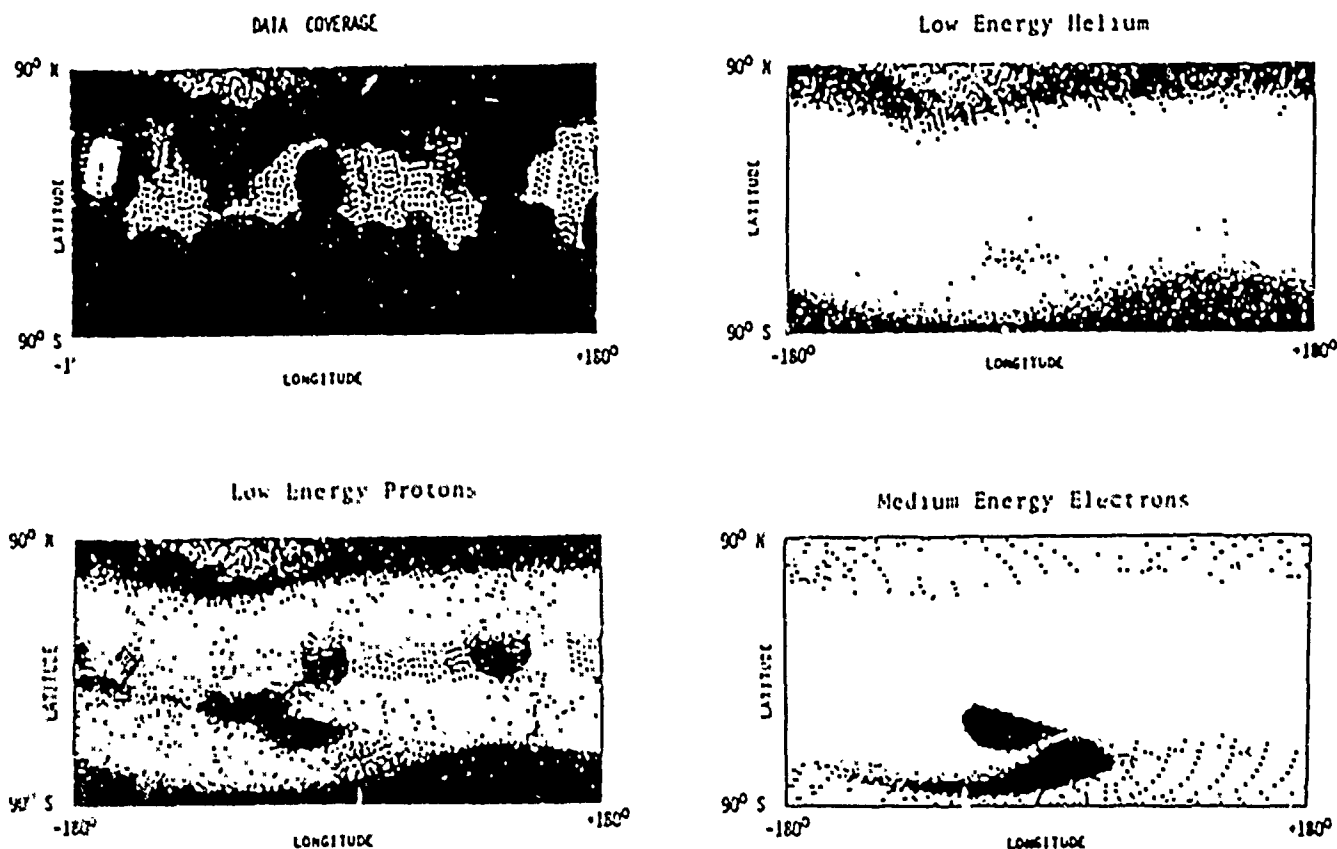 DATA COVERAGE
90° N
LATITUDE
90° S
-1'
+180°
LONGITUDE
Low Energy Helium
90° N
LATITUDE
90° S
-180°
+180°
LONGITUDE
Low Energy Protons
90° N
LATITUDE
90° S
-180°
+180°
LONGITUDE
Medium Energy Electrons
90° N
LATITUDE
90° S
-180°
+180°
LONGITUDE